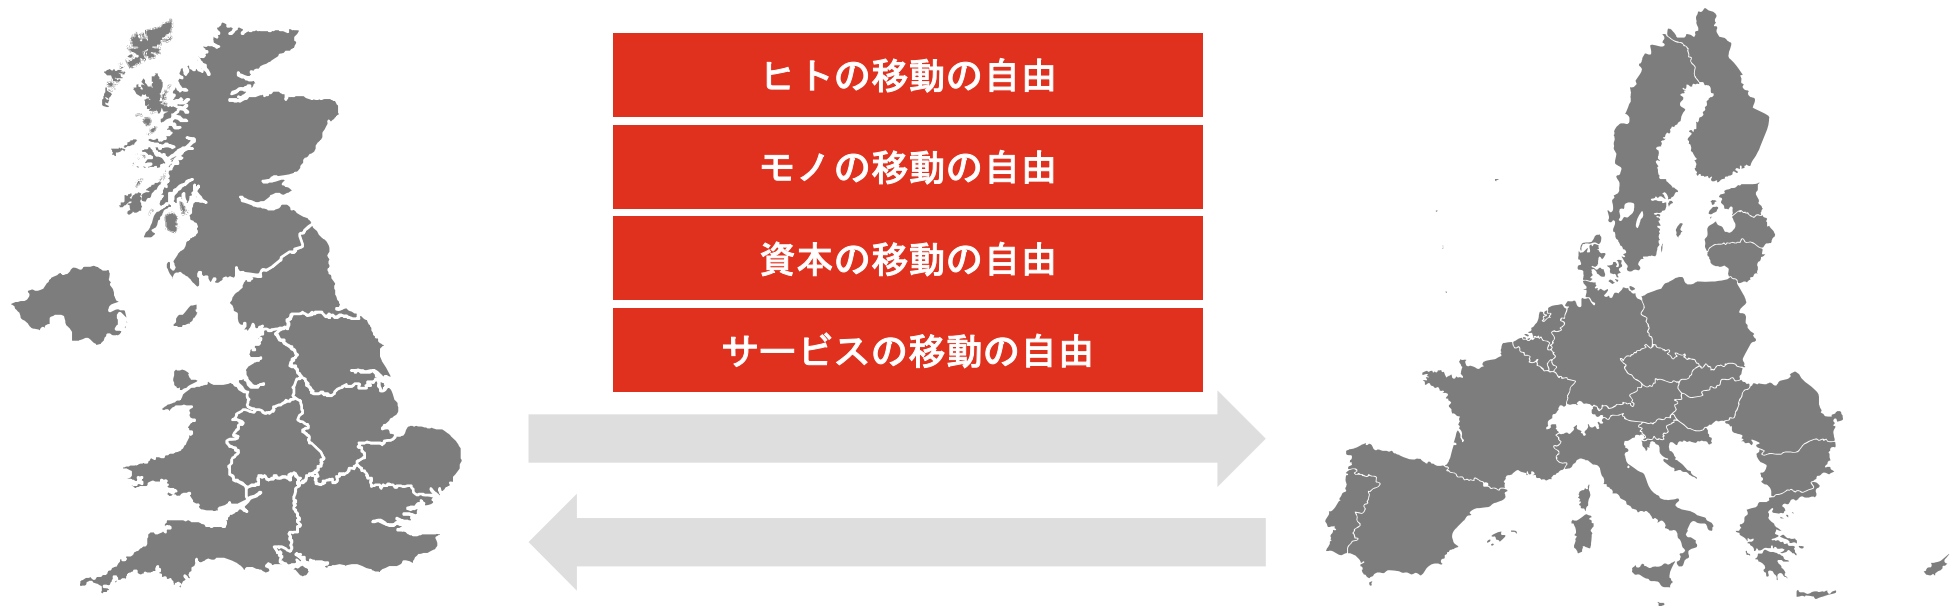 ヒトの移動の自由
モノの移動の自由
資本の移動の自由
サービスの移動の自由